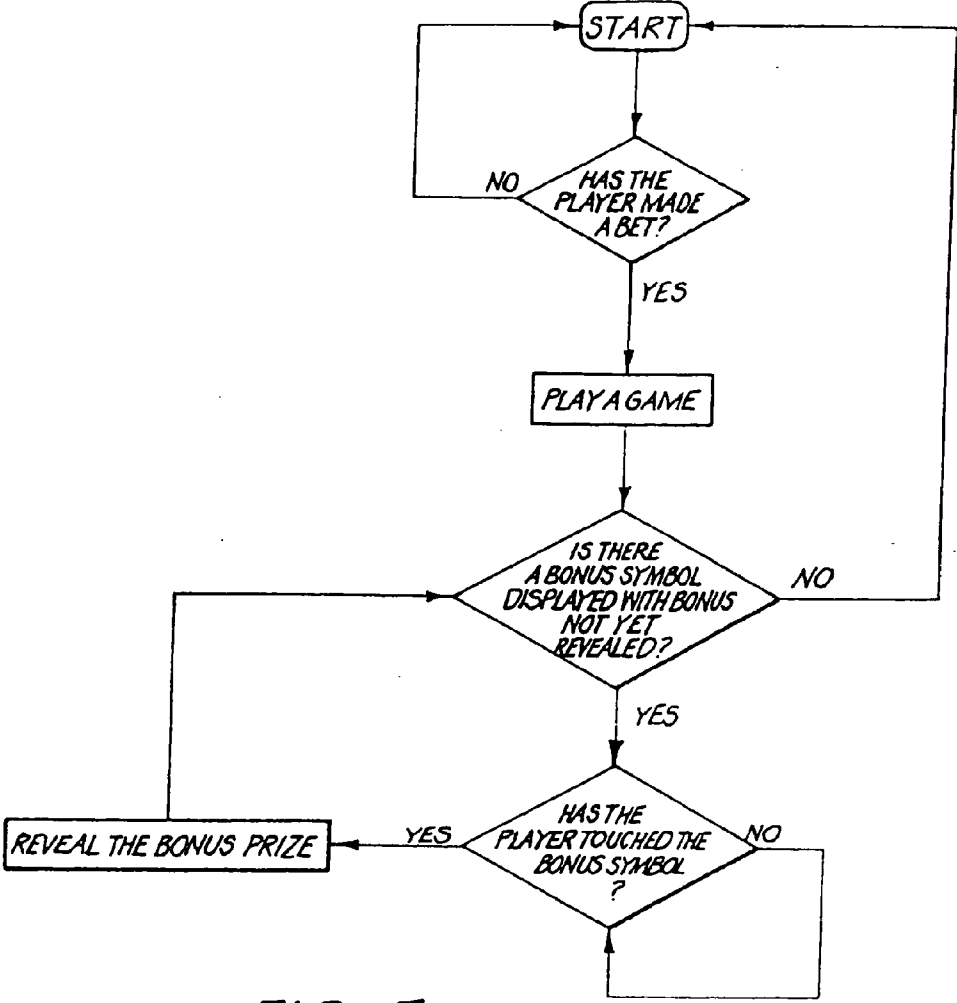 START
HAS THE
PLAYER MADE
A BET?
NO
YES
PLAY A GAME
IS THERE
A BONUS SYMBOL
DISPLAYED WITH BONUS
NOT YET
REVEALED?
NO
YES
HAS THE
PLAYER TOUCHED THE
BONUS SYMBOL
?
NO
YES
REVEAL THE BONUS PRIZE